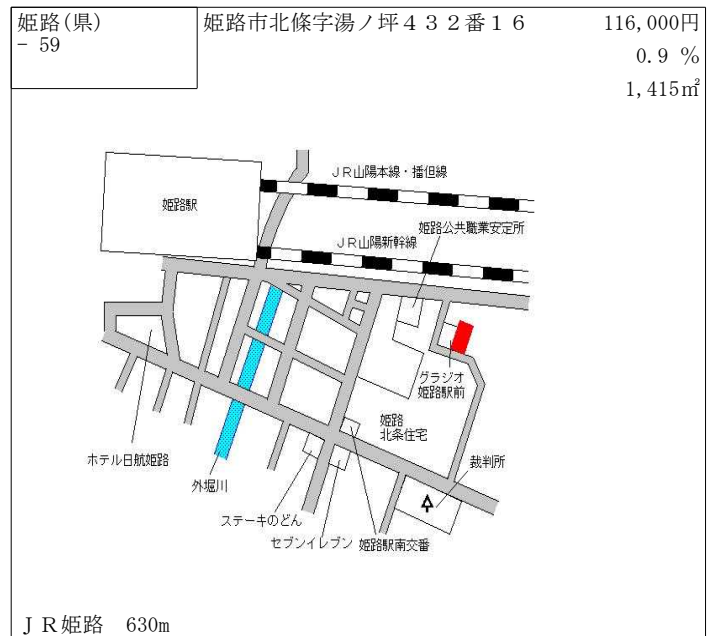 姫路(県)
- 59
姫路市北條字湯ノ坪４３２番16
116,000円
0.9 %
1,415㎡
ＪＲ山陽本線・播但線
姫路駅
姫路公共職業安定所
ＪＲ山陽新幹線
グラジオ
姫路駅前
姫路
北条住宅
ホテル日航姫路
裁判所
外堀川
ステーキのどん
セブンイレブン
姫路駅南交番
ＪＲ姫路 630m